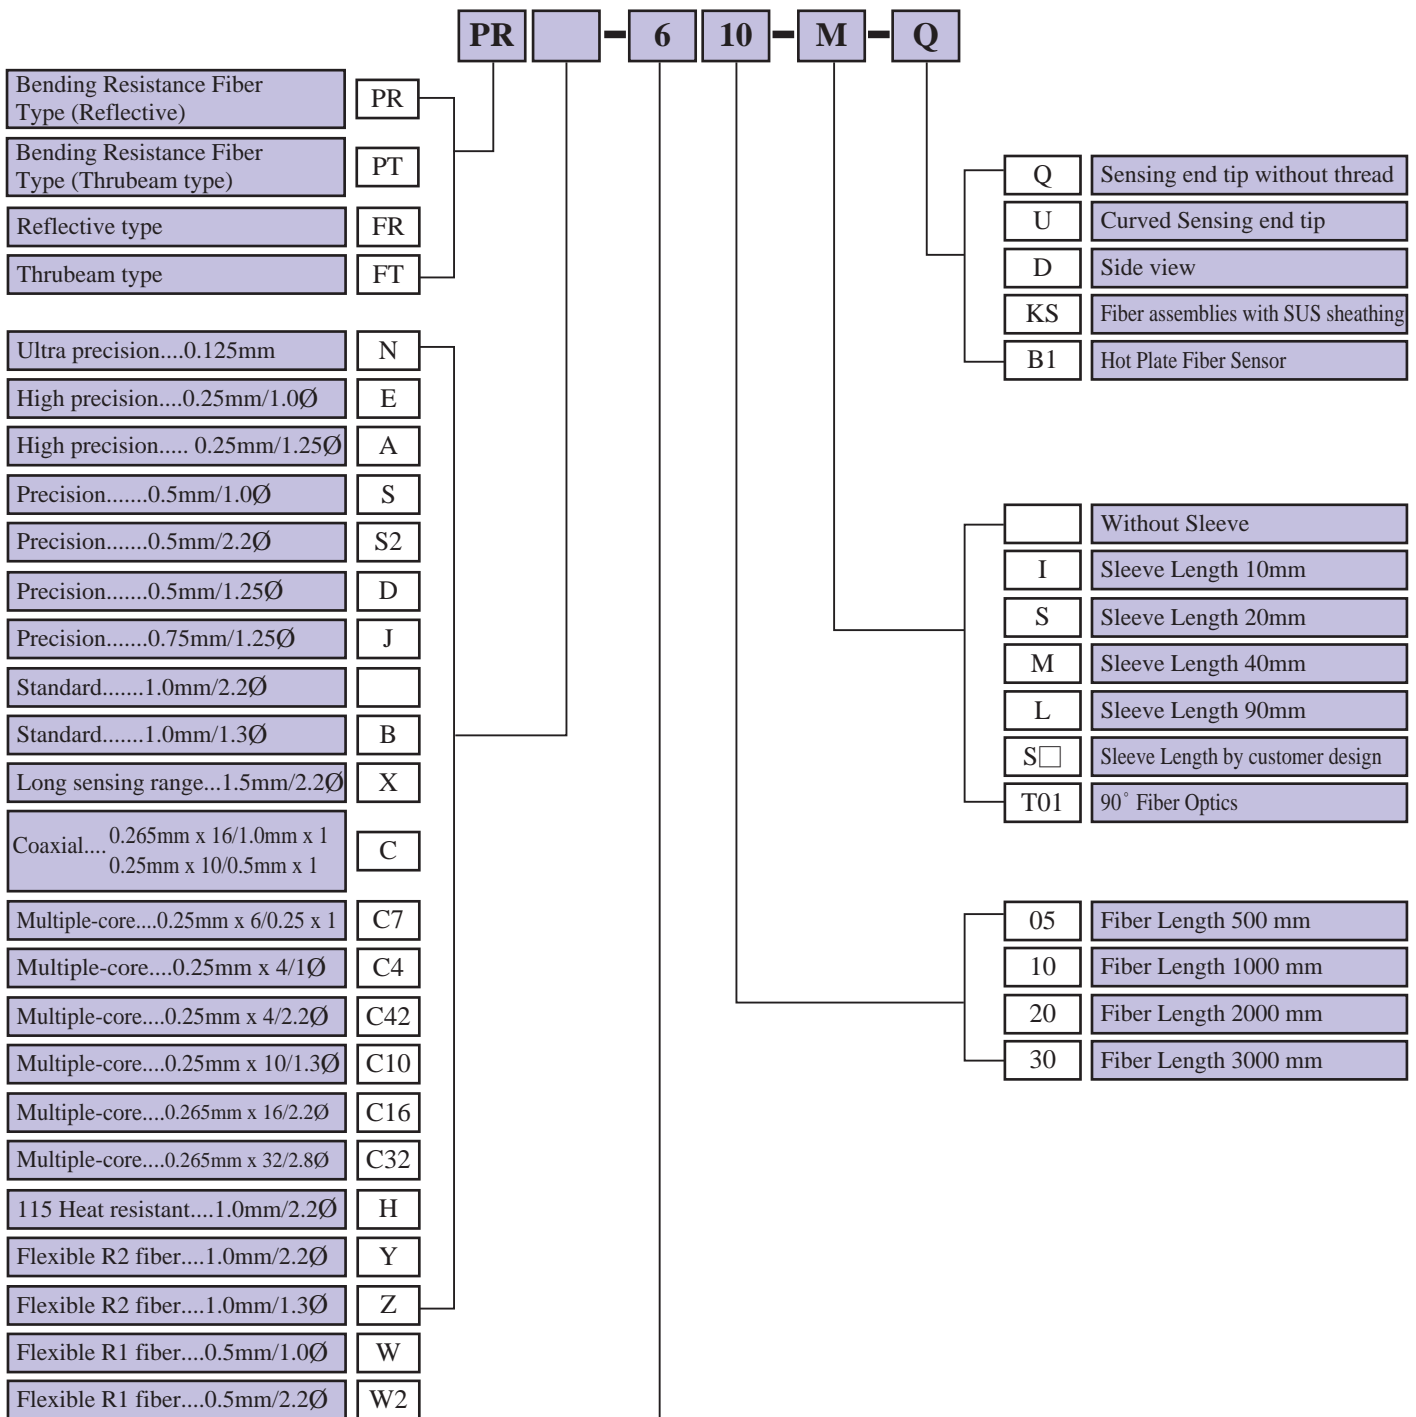 PR - 6 10 - M - Q
Bending Resistance Fiber
Type (Reflective) PR
Bending Resistance Fiber
Type (Thrubeam type) PT
Reflective type FR
Thrubeam type FT
Ultra precision....0.125mm N
High precision....0.25mm/1.0Ø E
High precision..... 0.25mm/1.25Ø A
Precision.......0.5mm/1.0Ø S
Precision.......0.5mm/2.2Ø S2
Precision.......0.5mm/1.25Ø D
Precision.......0.75mm/1.25Ø J
Standard.......1.0mm/2.2Ø
Standard.......1.0mm/1.3Ø B
Long sensing range...1.5mm/2.2Ø X
Coaxial.... 0.265mm x 16/1.0mm x 1
0.25mm x 10/0.5mm x 1 C
Multiple-core....0.25mm x 6/0.25 x 1 C7
Multiple-core....0.25mm x 4/1Ø C4
Multiple-core....0.25mm x 4/2.2Ø C42
Multiple-core....0.25mm x 10/1.3Ø C10
Multiple-core....0.265mm x 16/2.2Ø C16
Multiple-core....0.265mm x 32/2.8Ø C32
115 Heat resistant....1.0mm/2.2Ø H
Flexible R2 fiber....1.0mm/2.2Ø Y
Flexible R2 fiber....1.0mm/1.3Ø Z
Flexible R1 fiber....0.5mm/1.0Ø W
Flexible R1 fiber....0.5mm/2.2Ø W2
Q Sensing end tip without thread
U Curved Sensing end tip
D Side view
KS Fiber assemblies with SUS sheathing
B1 Hot Plate Fiber Sensor
Without Sleeve
I Sleeve Length 10mm
S Sleeve Length 20mm
M Sleeve Length 40mm
L Sleeve Length 90mm
S□ Sleeve Length by customer design
T01 90° Fiber Optics
05 Fiber Length 500 mm
10 Fiber Length 1000 mm
20 Fiber Length 2000 mm
30 Fiber Length 3000 mm